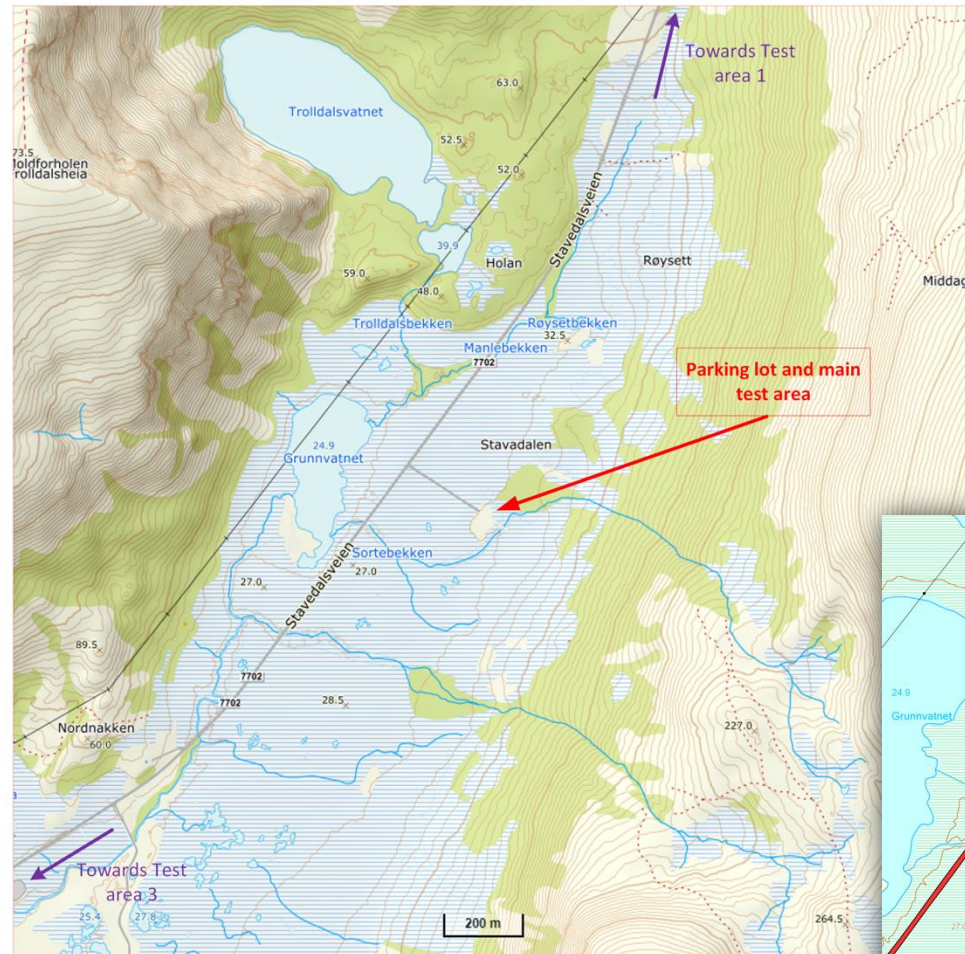 Towards Test
area 1
Trolldalsvatnet
63.0
52.5
52.0
73.5
Moldforholen
Trolldalsheia
Stavedalsveien
39.9
Holan
Røysett
59.0
48.0
Middag
Trolldalsbekken
Røysetbekken
32.5
Manlebekken
7702
Parking lot and main
test area
24.9
Grunnvatnet
Stavadalen
Sortebekken
27.0
27.0
Stavedalsveien
89.5
7702
7702
28.5
Nordnakken
60.0
227.0
24.9
Grunnvatnet
Towards Test
area 3
25.4
27.8
200 m
264.5
27.0